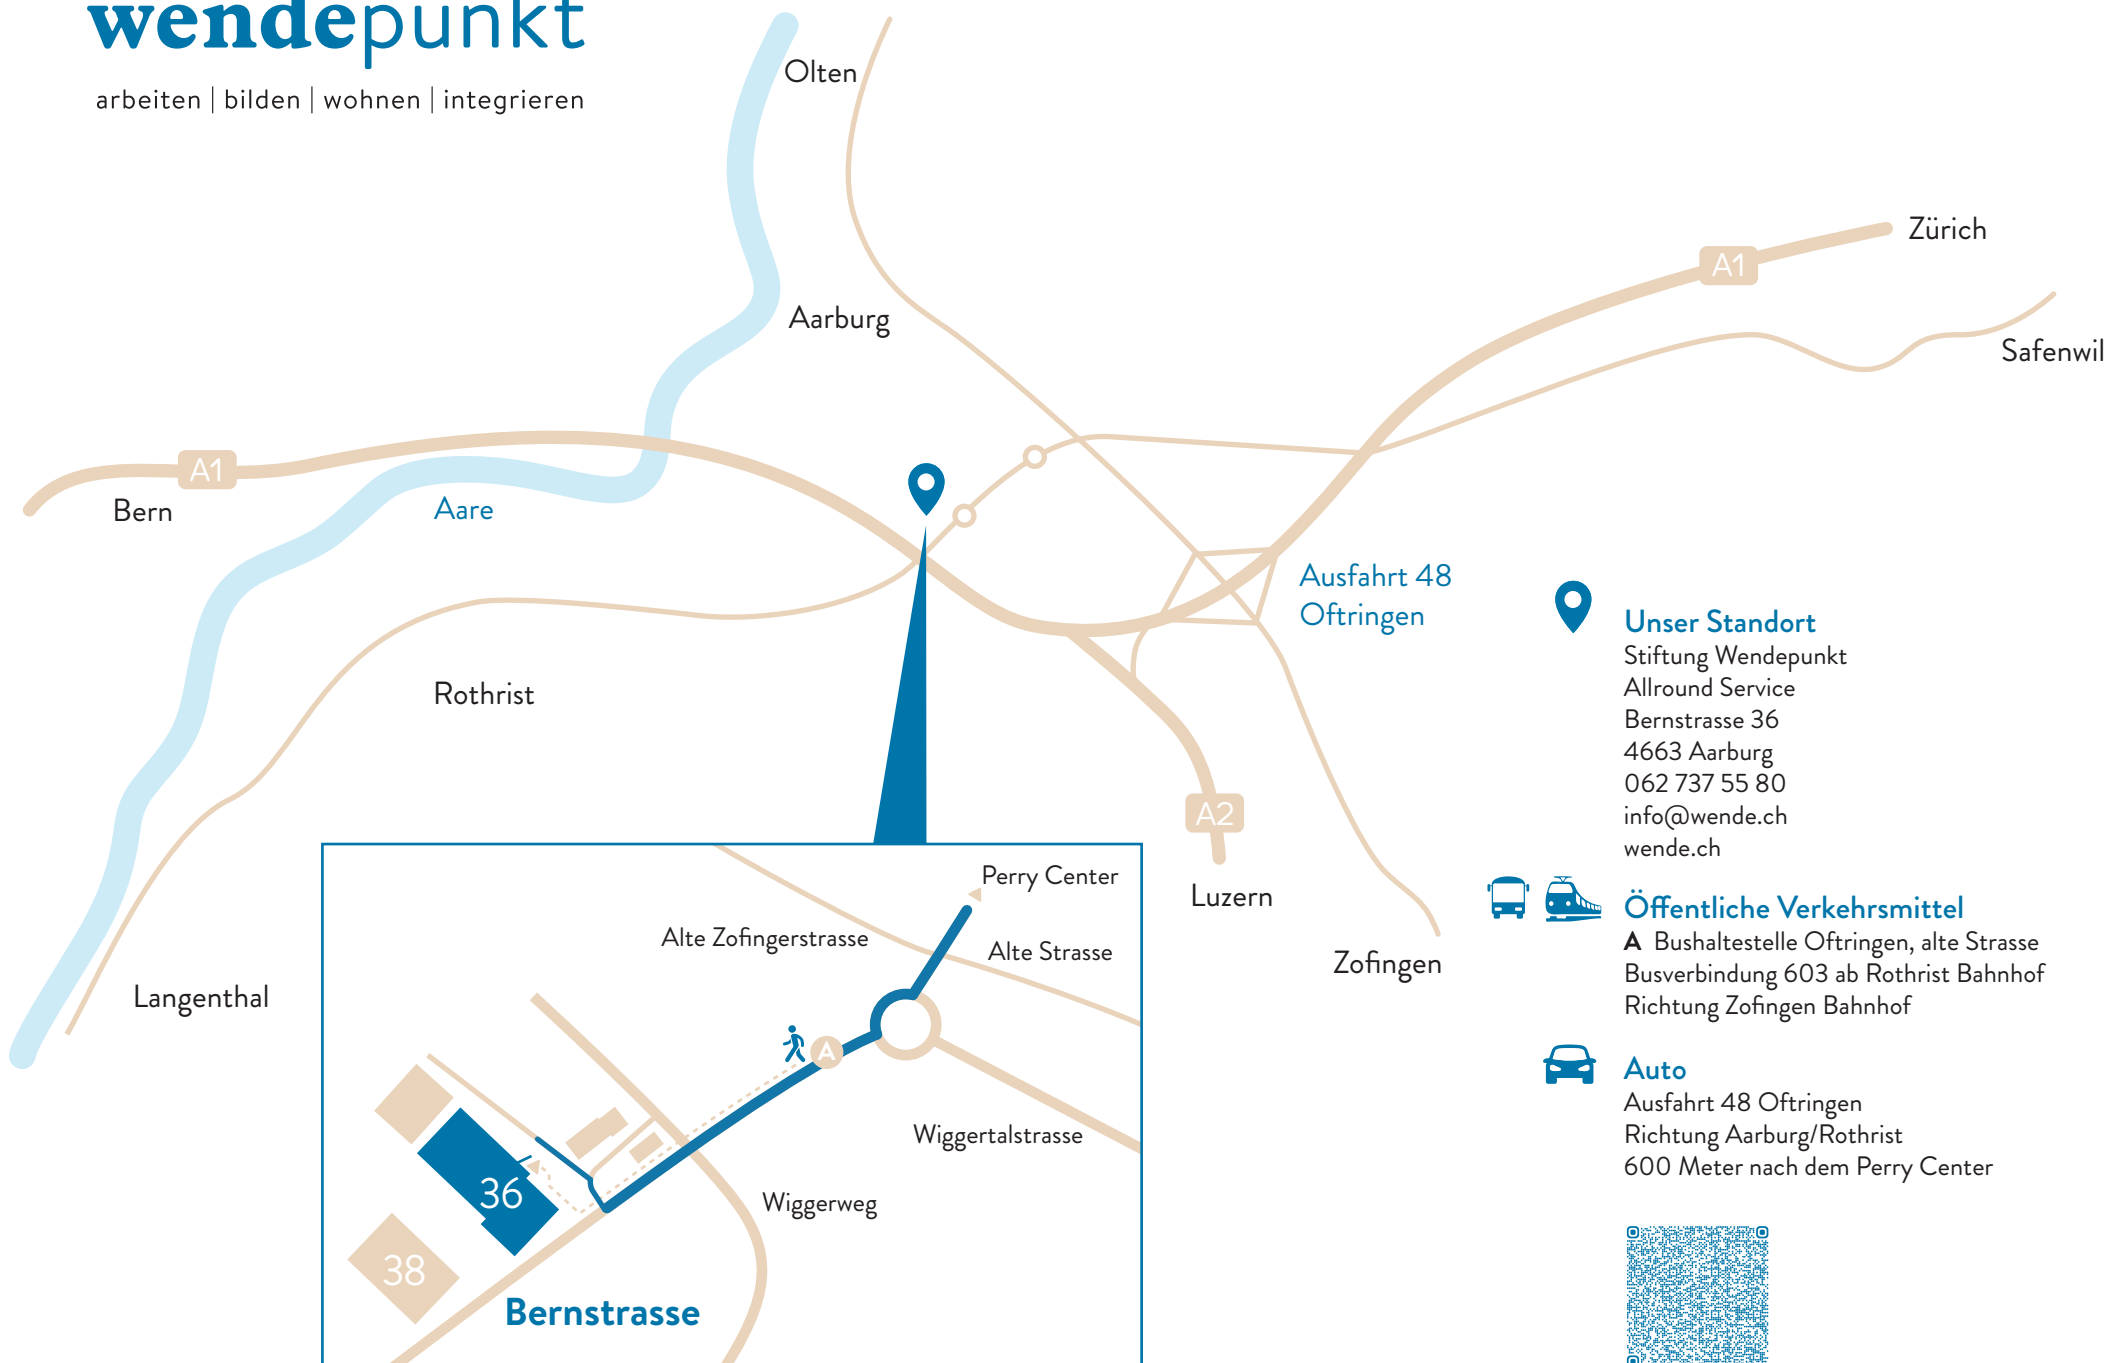 wendepunkt
arbeiten | bilden | wohnen | integrieren
Olten
Zürich
A1
Aarburg
Safenwil
A1
Bern
Aare
Ausfahrt 48
Oftringen
Rothrist
A2
Luzern
Zofingen
Langenthal
Perry Center
Alte Zofingerstrasse
Alte Strasse
A
Wiggertalstrasse
Wiggerweg
36
38
Bernstrasse
Unser Standort
Stiftung Wendepunkt
Allround Service
Bernstrasse 36
4663 Aarburg
062 737 55 80
info@wende.ch
wende.ch
Öffentliche Verkehrsmittel
A Bushaltestelle Oftringen, alte Strasse
Busverbindung 603 ab Rothrist Bahnhof
Richtung Zofingen Bahnhof
Auto
Ausfahrt 48 Oftringen
Richtung Aarburg/Rothrist
600 Meter nach dem Perry Center